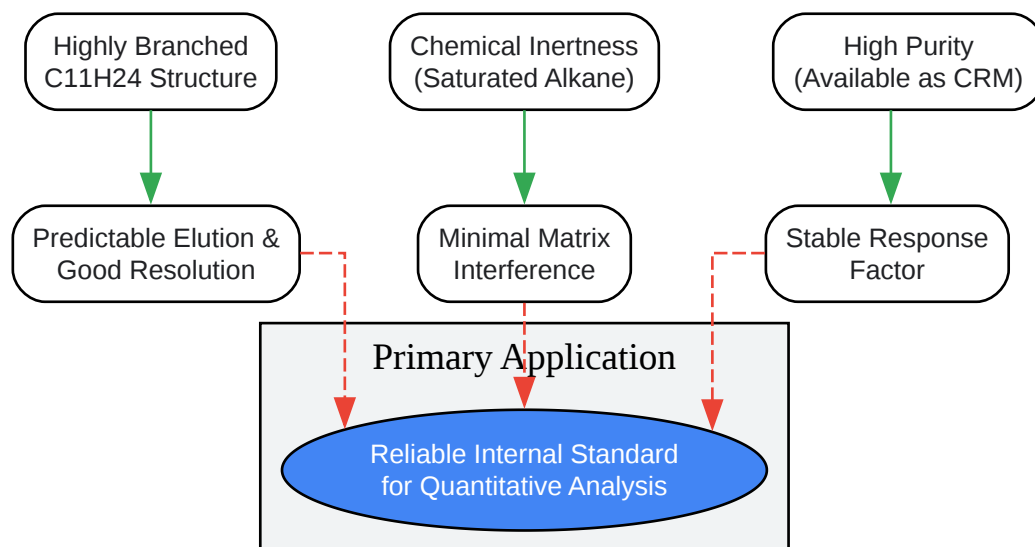 Highly Branched
C11H24 Structure
Chemical Inertness
(Saturated Alkane)
High Purity
(Available as CRM)
Predictable Elution &
Good Resolution
Minimal Matrix
Interference
Stable Response
Factor
Primary Application
Reliable Internal Standard
for Quantitative Analysis